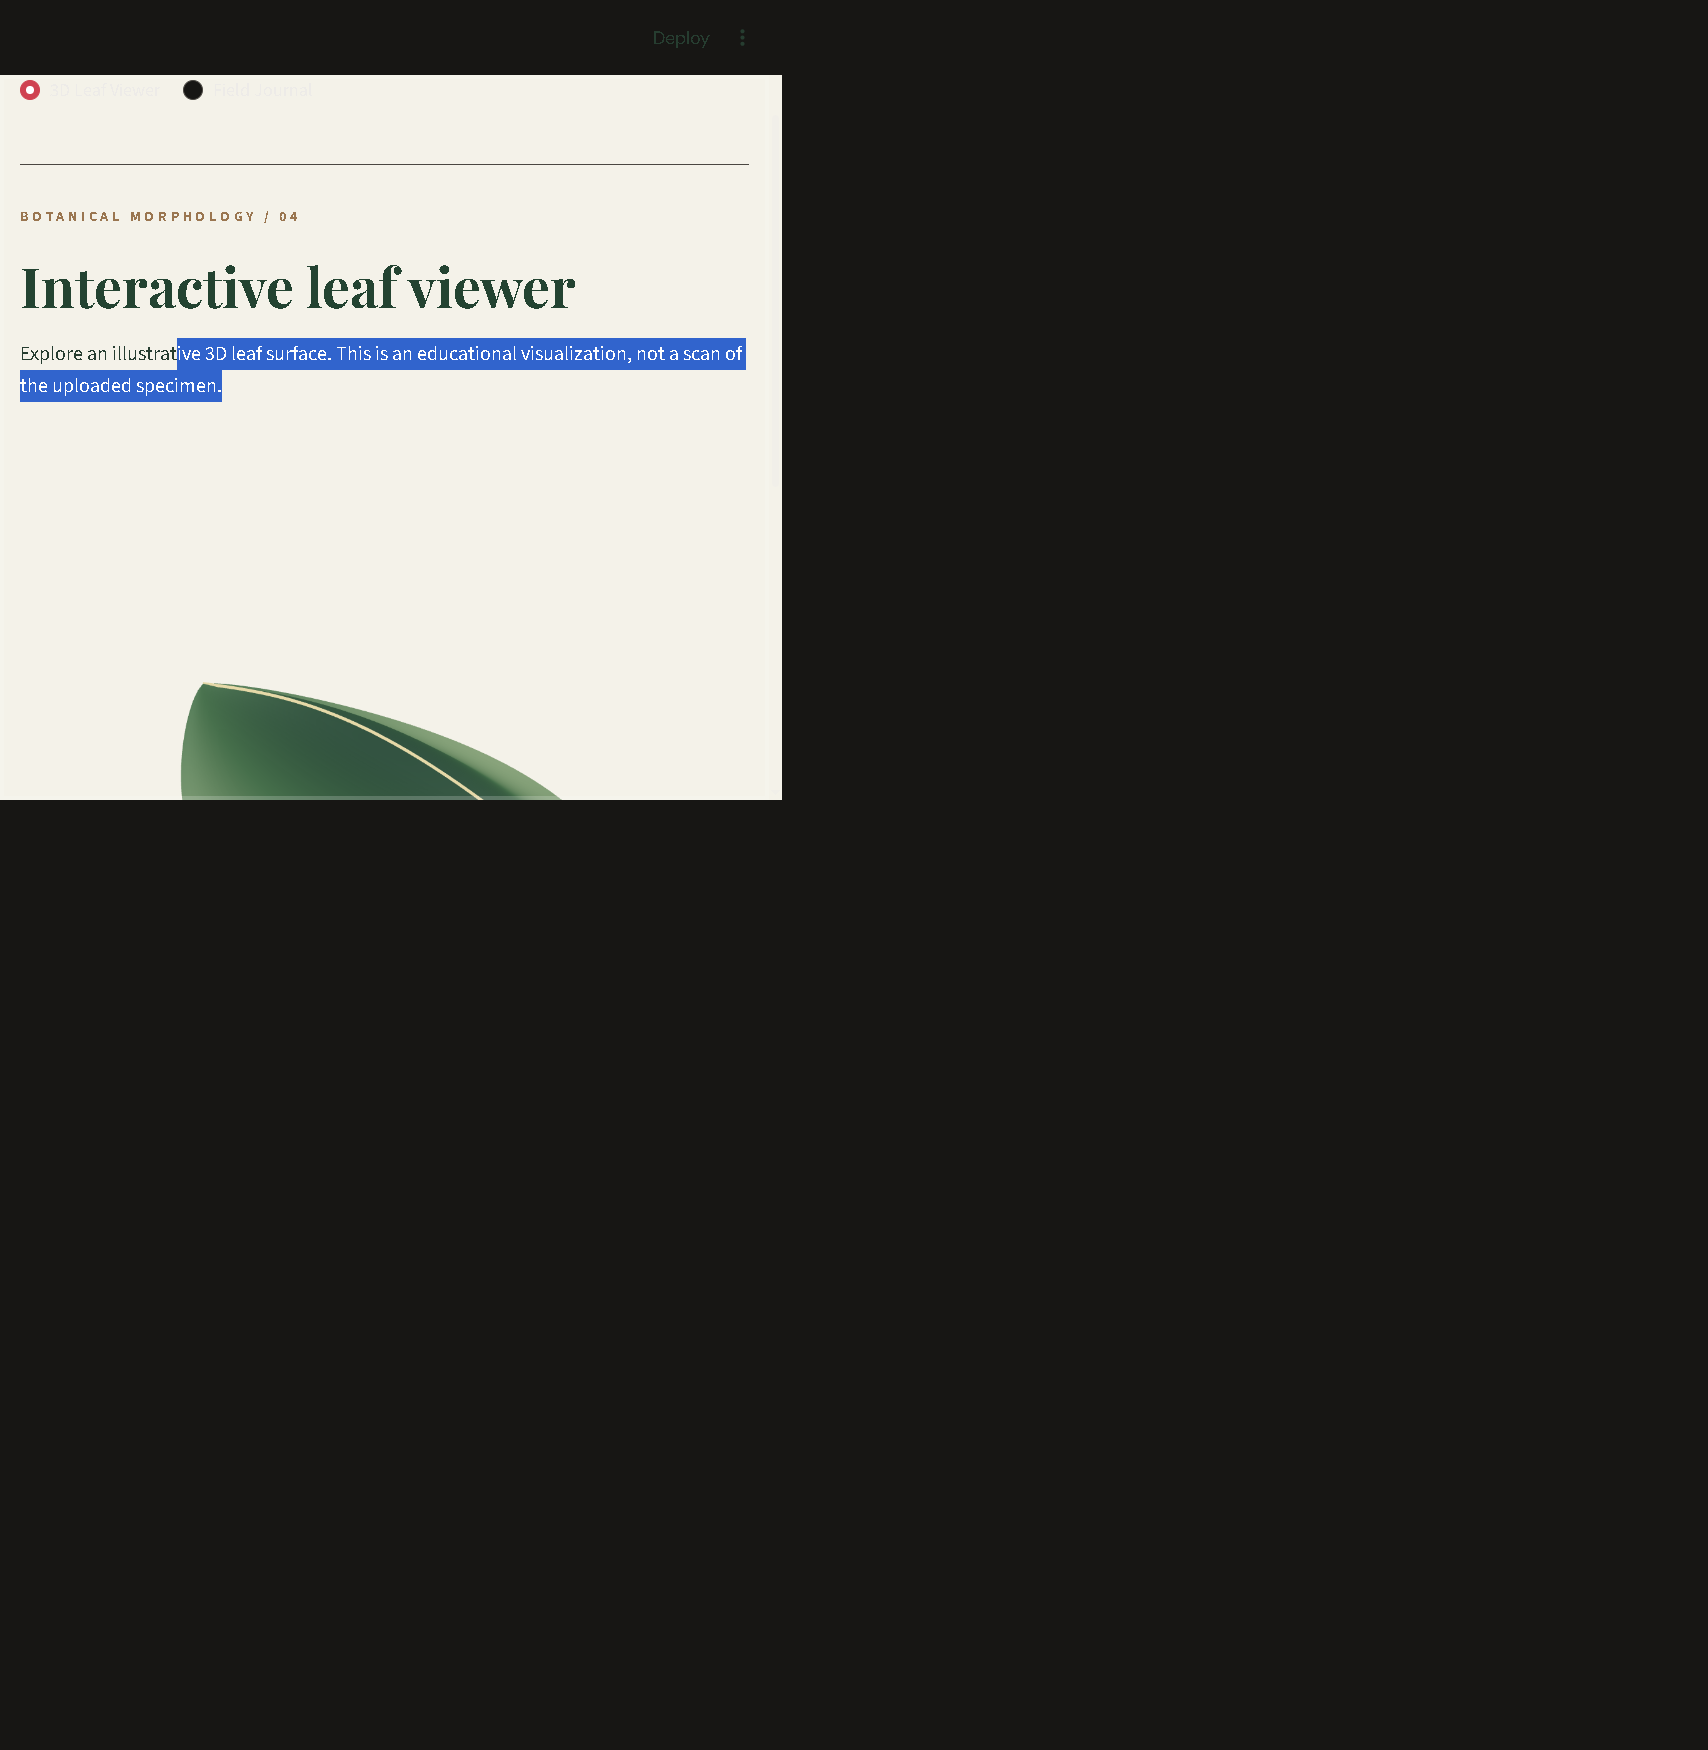 Deploy
3D Leaf Viewer Field Journal
BOTANICAL MORPHOLOGY / 04
Interactive leaf viewer
Explore an illustrative 3D leaf surface. This is an educational visualization, not a scan of
the uploaded specimen.